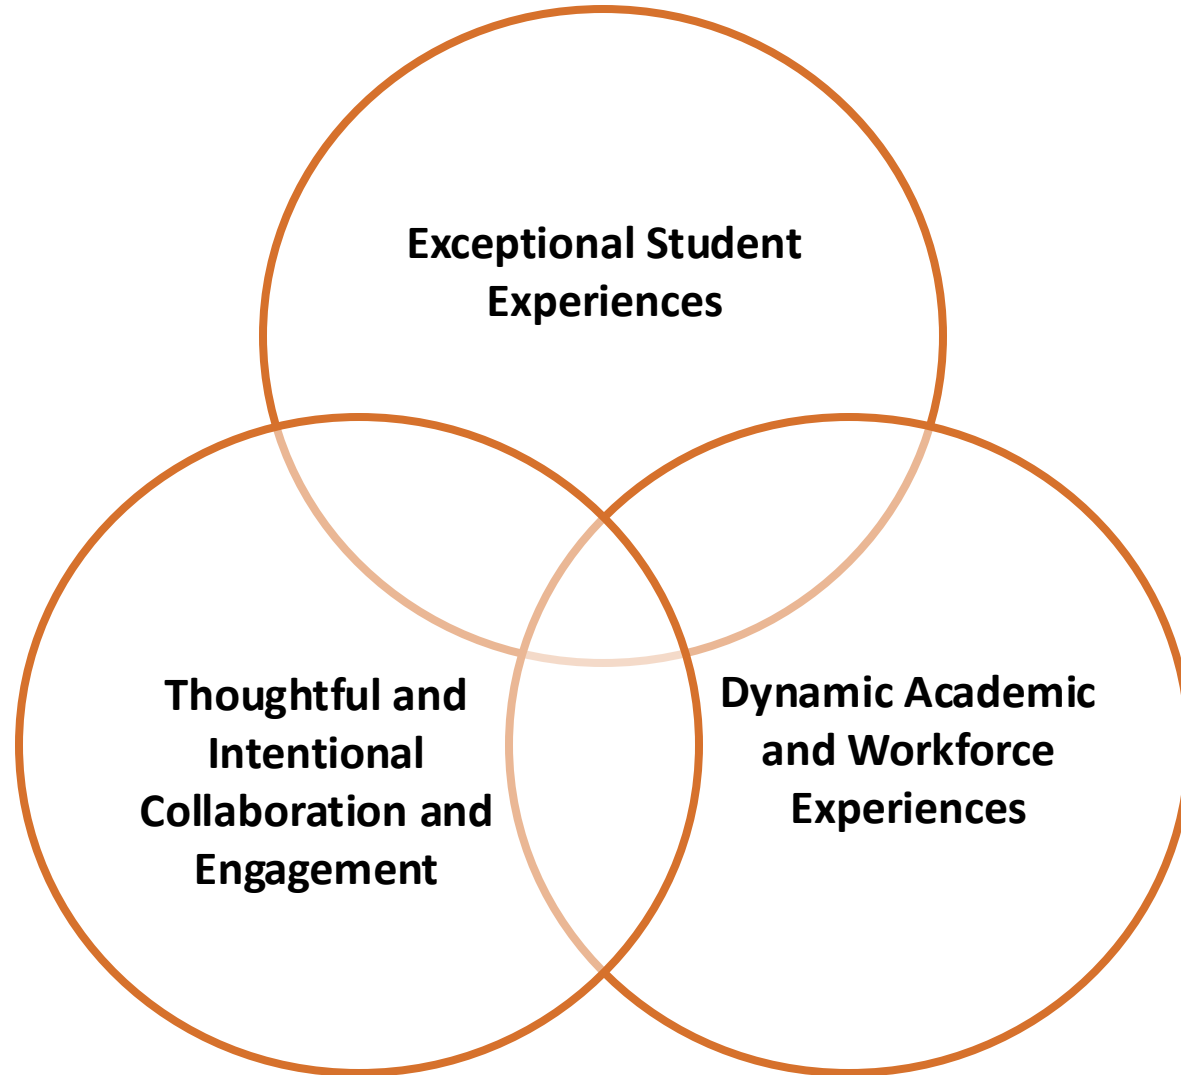 Exceptional Student
Experiences
Thoughtful and
Intentional
Collaboration and
Engagement
Dynamic Academic
and Workforce
Experiences